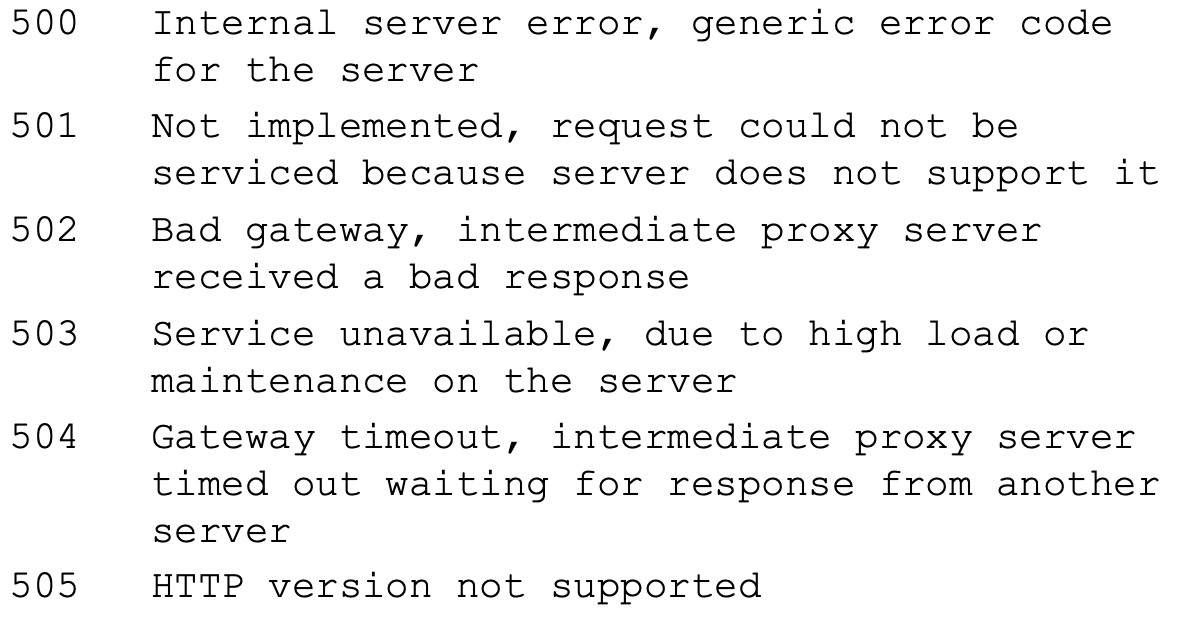 500 Internal server error, generic error code
for the server
501 Not implemented, request could not be
serviced because server does not support it
502 Bad gateway, intermediate proxy server
received a bad response
503 Service unavailable, due to high load or
maintenance on the server
504 Gateway timeout, intermediate proxy server
timed out waiting for response from another
server
505 HTTP version not supported